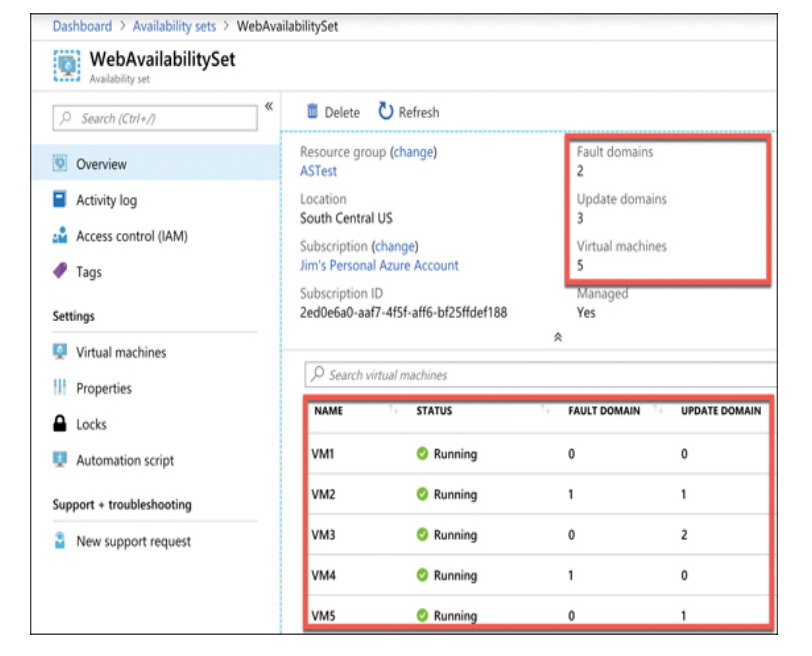 Dashboard > Availability sets > WebAvailabilitySet
WebAvailabilitySet
Availability set
Search (Ctrl+/)
«
Overview
Activity log
Access control (IAM)
Tags
Settings
Virtual machines
Properties
Locks
Automation script
Support + troubleshooting
New support request
Delete Refresh
Resource group (change)
ASTest
Location
South Central US
Subscription (change)
Jim's Personal Azure Account
Subscription ID
2ed0e6a0-aaf7-4f5f-aff6-bf25ffdef188
Fault domains
2
Update domains
3
Virtual machines
5
Managed
Yes
Search virtual machines
NAME STATUS FAULT DOMAIN UPDATE DOMAIN
VM1 Running 0 0
VM2 Running 1 1
VM3 Running 0 2
VM4 Running 1 0
VM5 Running 0 1